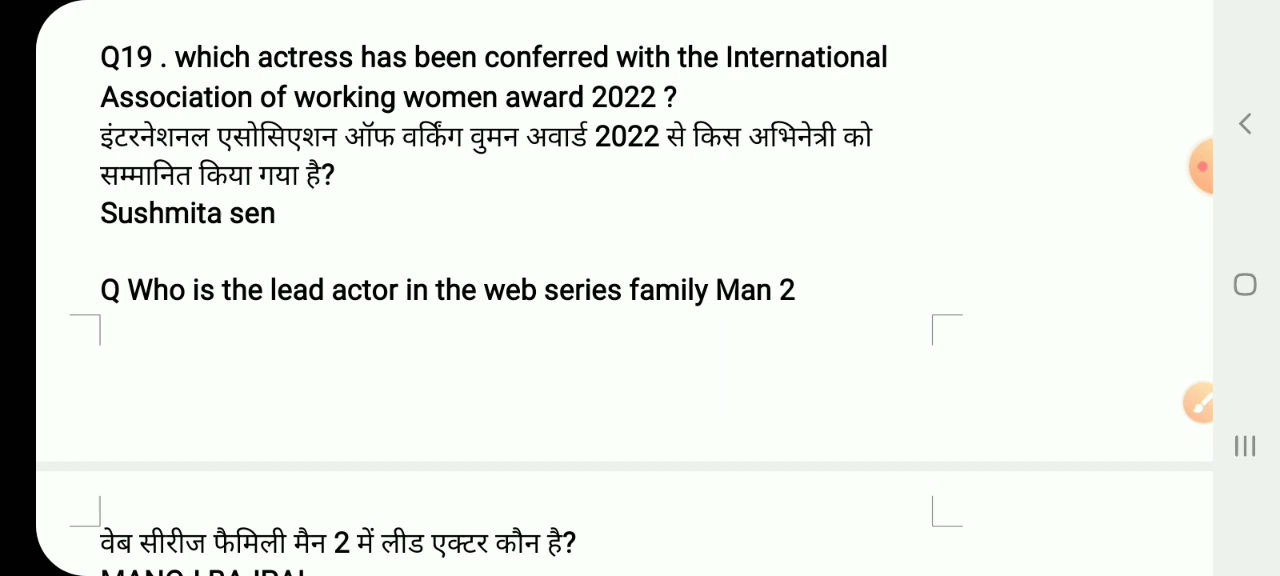 Q19 . which actress has been conferred with the International
Association of working women award 2022 ?
इंटरनेशनल एसोसिएशन ऑफ वर्किंग वुमन अवार्ड 2022 से किस अभिनेत्री को
सम्मानित किया गया है?
Sushmita sen
Q Who is the lead actor in the web series family Man 2
वेब सीरीज फैमिली मैन 2 में लीड एक्टर कौन है?
MANOJ BAJPAI